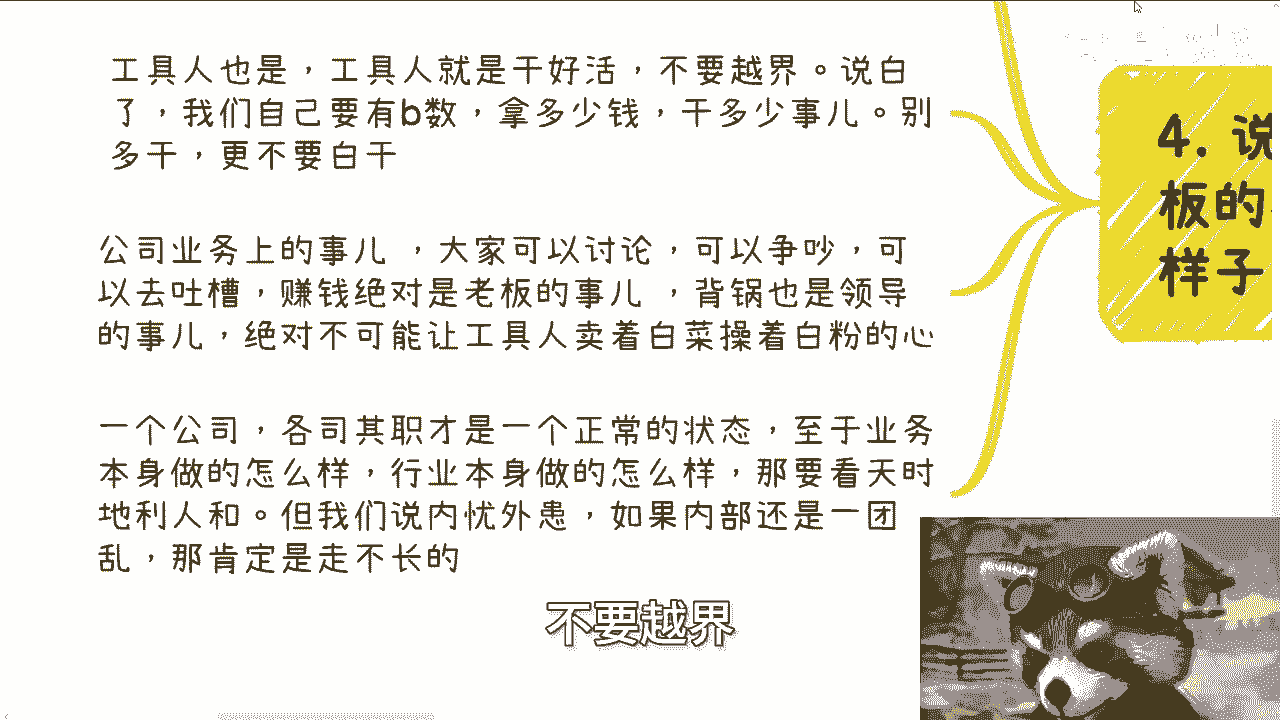 工具人也是，工具人就是干好活，不要越界。说白
了，我们自己要有b数，拿多少钱，干多少事儿。别
多干，更不要白干
公司业务上的事儿 ，大家可以讨论，可以争吵，可
以去吐槽，赚钱绝对是老板的事儿 ，背锅也是领导
的事儿，绝对不可能让工具人卖着白菜操着白粉的心
一个公司，各司其职才是一个正常的状态，至于业务
本身做的怎么样，行业本身做的怎么样，那要看天时
地利人和。但我们说内忧外患，如果内部还是一团
乱，那肯定是走不长的
4. 说
板的
样子
不要越界